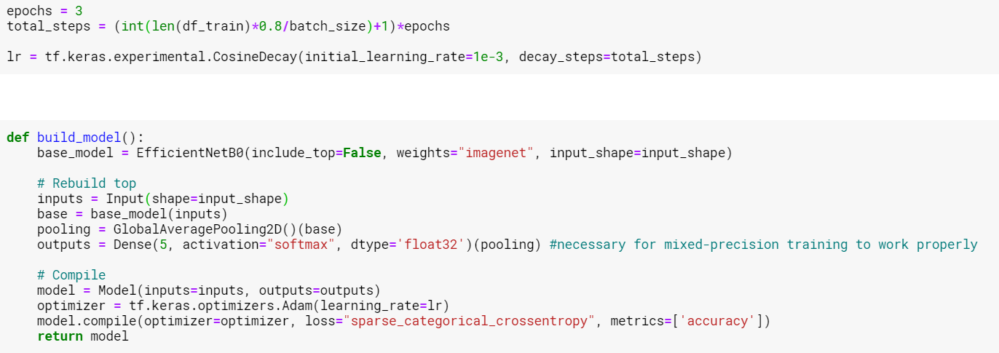 epochs = 3
total_steps = (int(len(df_train)*0.8/batch_size)+1)*epochs
lr = tf.keras.experimental.CosineDecay(initial_learning_rate=1e-3, decay_steps=total_steps)
def build_model():
    base_model = EfficientNetB0(include_top=False, weights="imagenet", input_shape=input_shape)
    # Rebuild top
    inputs = Input(shape=input_shape)
    base = base_model(inputs)
    pooling = GlobalAveragePooling2D()(base)
    outputs = Dense(5, activation="softmax", dtype='float32')(pooling) #necessary for mixed-precision training to work properly
    # Compile
    model = Model(inputs=inputs, outputs=outputs)
    optimizer = tf.keras.optimizers.Adam(learning_rate=lr)
    model.compile(optimizer=optimizer, loss="sparse_categorical_crossentropy", metrics=['accuracy'])
    return model